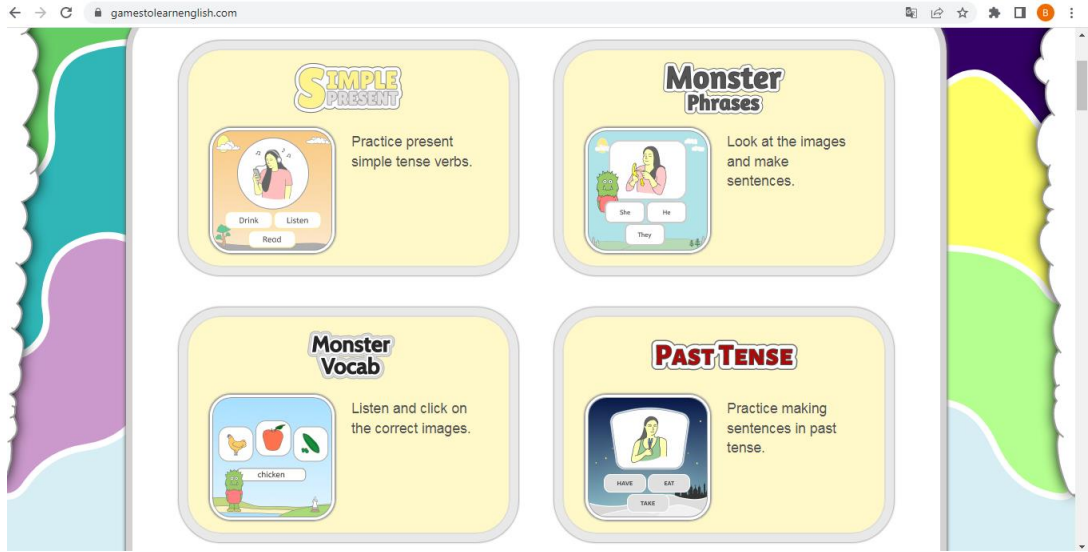 gamestolearnenglish.com
B
SIMPLE
PRESENT
Practice present
simple tense verbs.
Drink Listen
Read
Monster
Phrases
Look at the images
and make
sentences.
She He
They
Monster
Vocab
Listen and click on
the correct images.
chicken
PAST TENSE
Practice making
sentences in past
tense.
HAVE EAT
TAKE